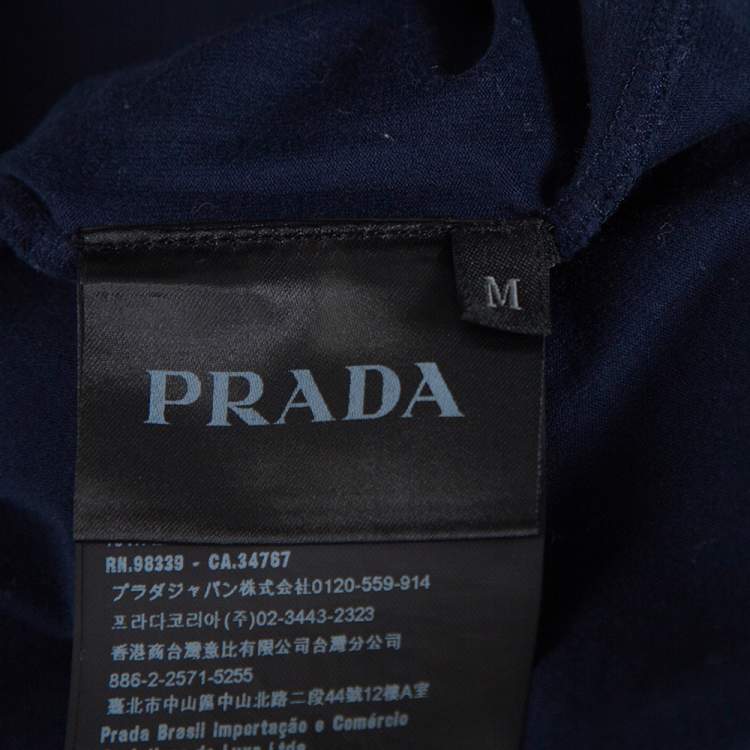 M
PRADA
RN.98339 - CA.34767
プラダジャパン株式会社0120-559-914
프라다코리아(주)02-3443-2323
香港商台灣意比有限公司台灣分公司
886-2-2571-5255
臺北市中山區中山北路二段44號12樓A室
Prada Brasil Importação e Comércio
Luxo Ltda